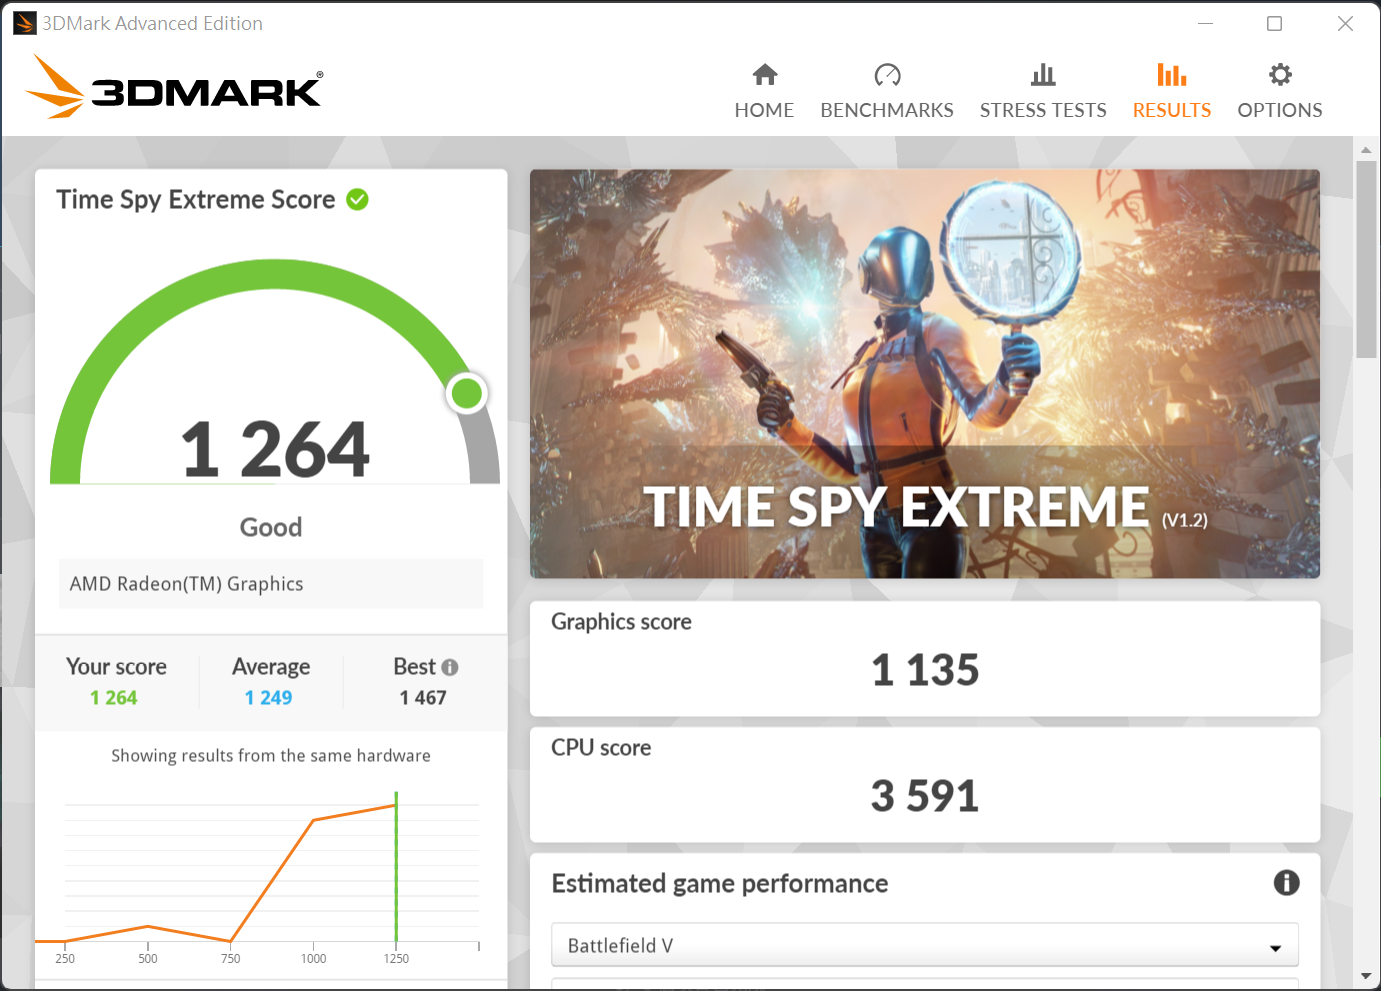 3DMark Advanced Edition
3DMARK®
HOME
BENCHMARKS
STRESS TESTS
RESULTS
OPTIONS
Time Spy Extreme Score
1 264
Good
AMD Radeon(TM) Graphics
Your score
1 264
Average
1 249
Best
1 467
Showing results from the same hardware
250 500 750 1000 1250
TIME SPY EXTREME (V1.2)
Graphics score
1 135
CPU score
3 591
Estimated game performance
Battlefield V